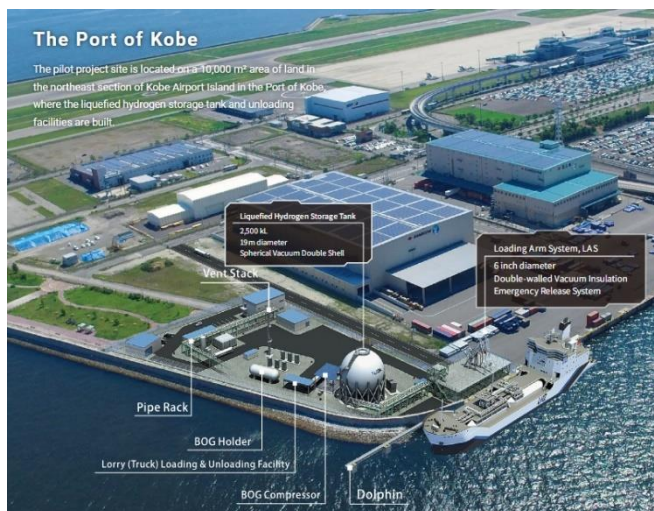 The Port of Kobe
The pilot project site is located on a 10,000 m² area of land in
the northeast section of Kobe Airport Island in the Port of Kobe,
where the liquefied hydrogen storage tank and unloading
facilities are built.
Liquefied Hydrogen Storage Tank
2,500 kL
19m diameter
Spherical Vacuum Double Shell
Loading Arm System, LAS
6 inch diameter
Double-walled Vacuum Insulation
Emergency Release System
Vent Stack
Pipe Rack
BOG Holder
Lorry (Truck) Loading & Unloading Facility
BOG Compressor
Dolphin